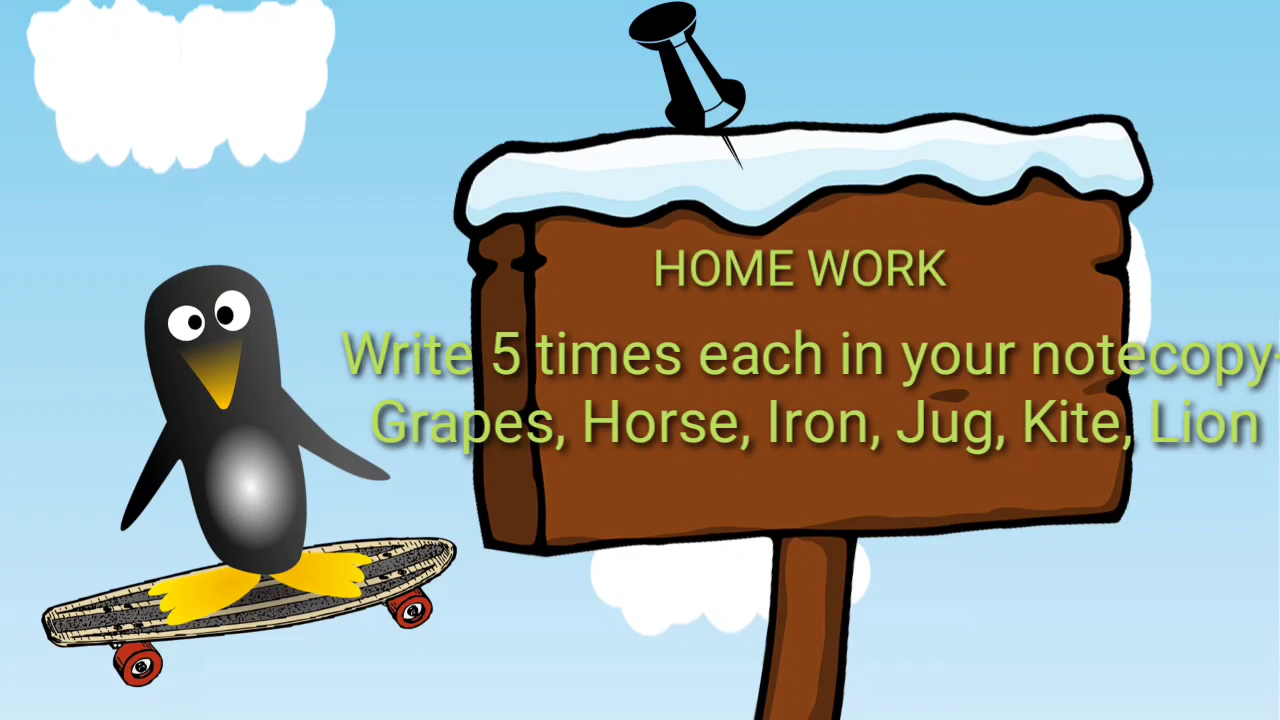 HOME WORK
Write 5 times each in your notecopy-
Grapes, Horse, Iron, Jug, Kite, Lion